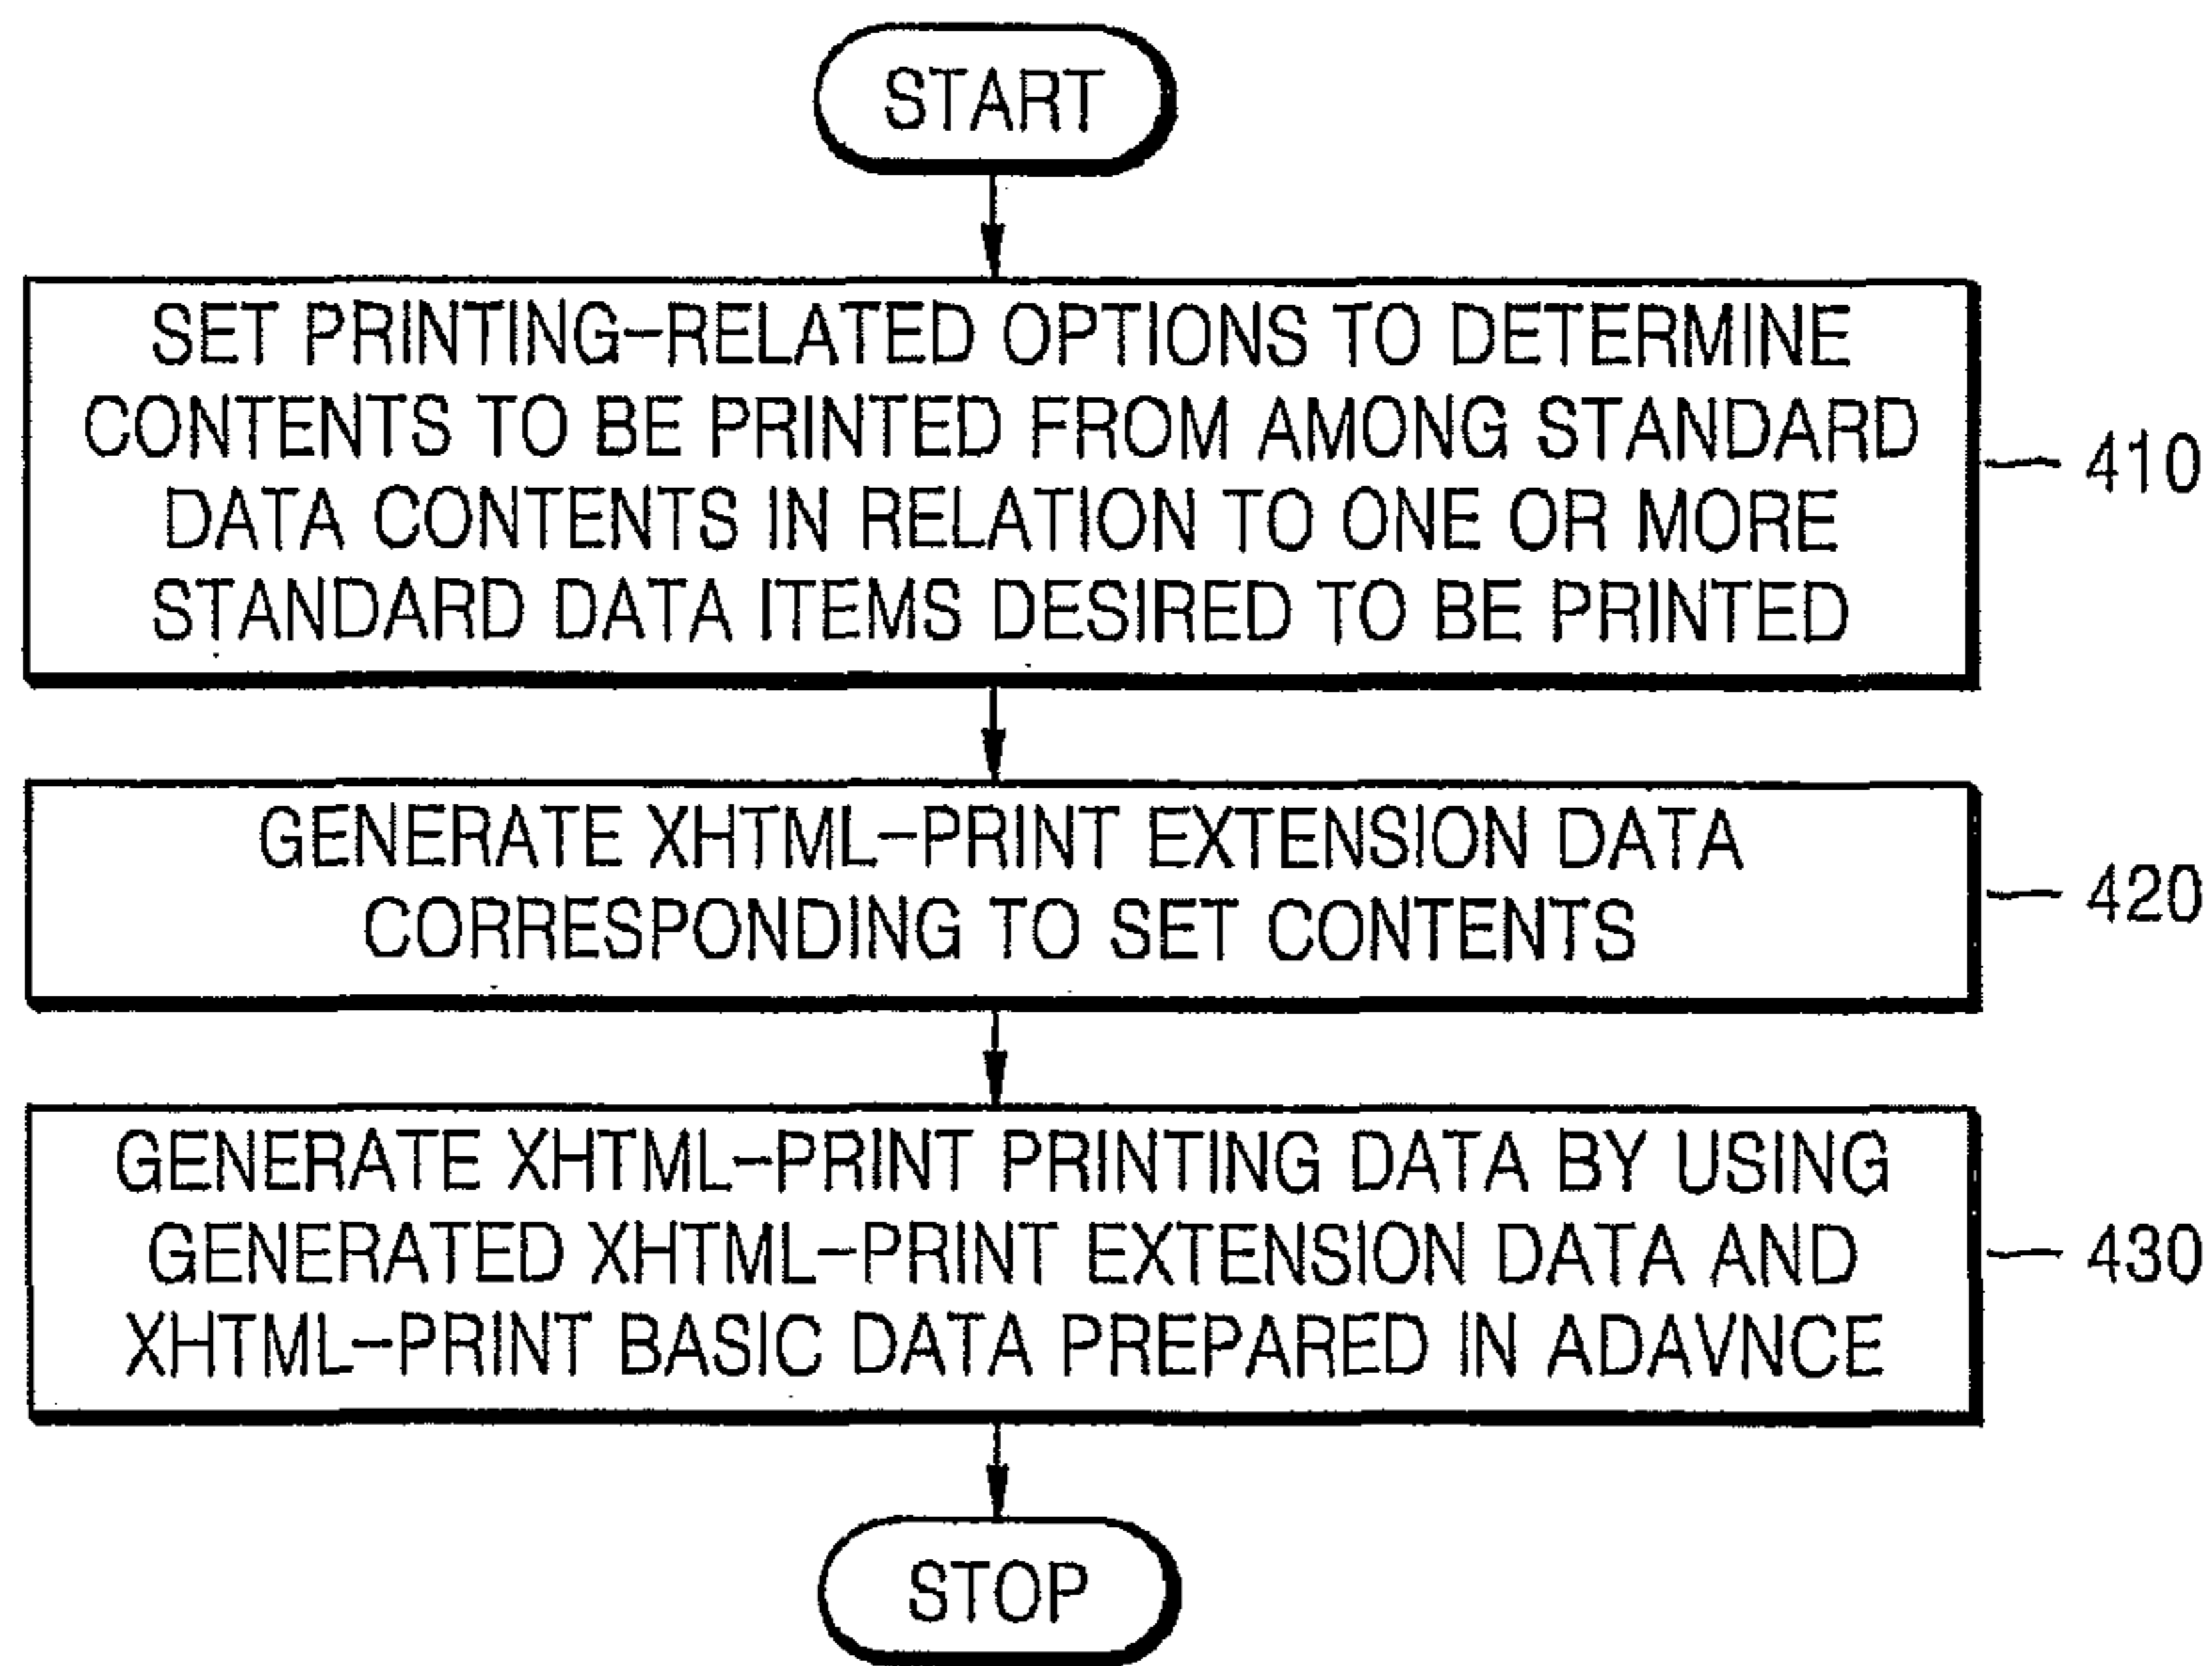 START
SET PRINTING-RELATED OPTIONS TO DETERMINE
CONTENTS TO BE PRINTED FROM AMONG STANDARD
DATA CONTENTS IN RELATION TO ONE OR MORE
STANDARD DATA ITEMS DESIRED TO BE PRINTED
410
GENERATE XHTML-PRINT EXTENSION DATA
CORRESPONDING TO SET CONTENTS
420
GENERATE XHTML-PRINT PRINTING DATA BY USING
GENERATED XHTML-PRINT EXTENSION DATA AND
XHTML-PRINT BASIC DATA PREPARED IN ADAVNCE
430
STOP